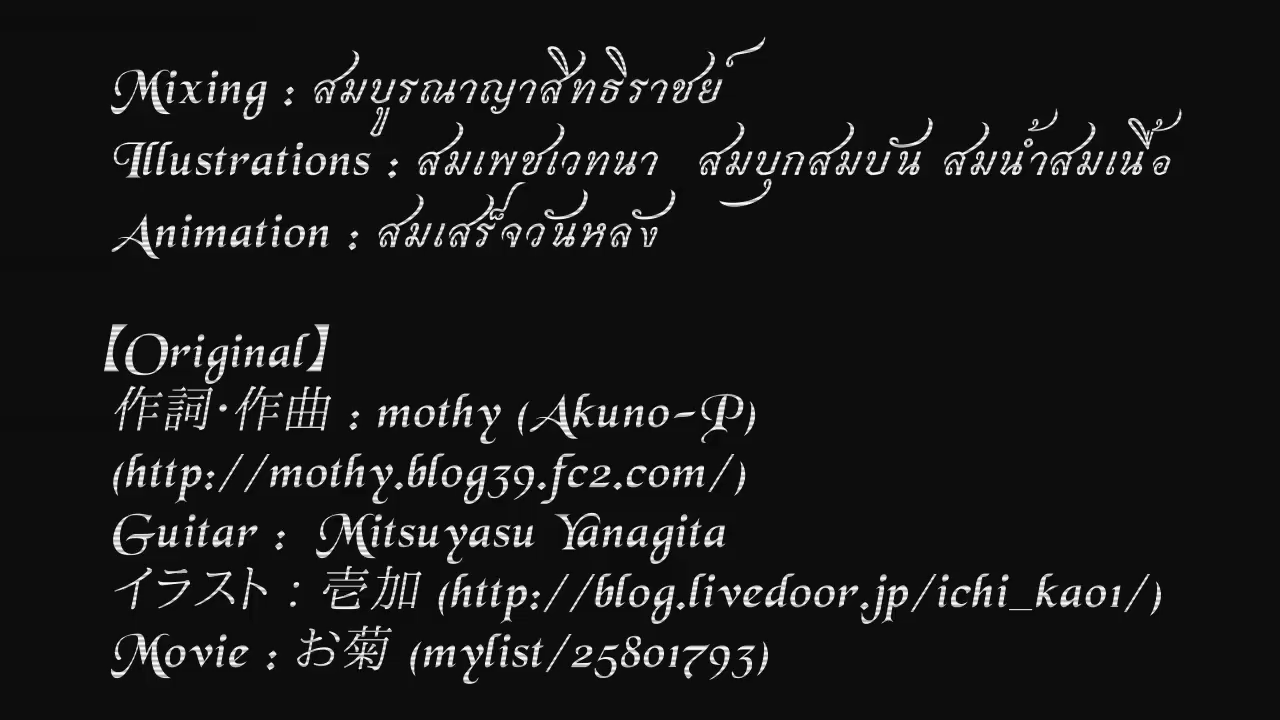 Mixing : สมบูรณาญาสิทธิราชย์
Illustrations : สมเพชเวทนา สมบุกสมบัน สมน้ำสมเนื้อ
Animation : สมเสร็จวันหลัง
【Original】
作詞・作曲 : mothy (Akuno-P)
(http://mothy.blog39.fc2.com/)
Guitar : Mitsuyasu Yanagita
イラスト : 壱加 (http://blog.livedoor.jp/ichi_ka01/)
Movie : お菊 (mylist/25801793)